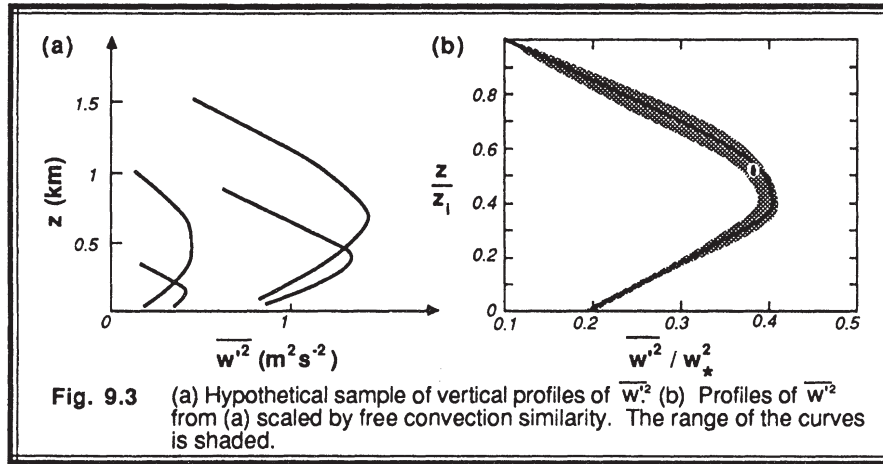 (a)
1.5
1
0.5
z (km)
0
1
w'² (m²s⁻²)
(b)
0.8
0.6
0.4
0.2
0
z
zᵢ
0
0.1
0.2
0.3
0.4
0.5
w'² / w*²
Fig. 9.3 (a) Hypothetical sample of vertical profiles of w'.² (b) Profiles of w'²
from (a) scaled by free convection similarity. The range of the curves
is shaded.